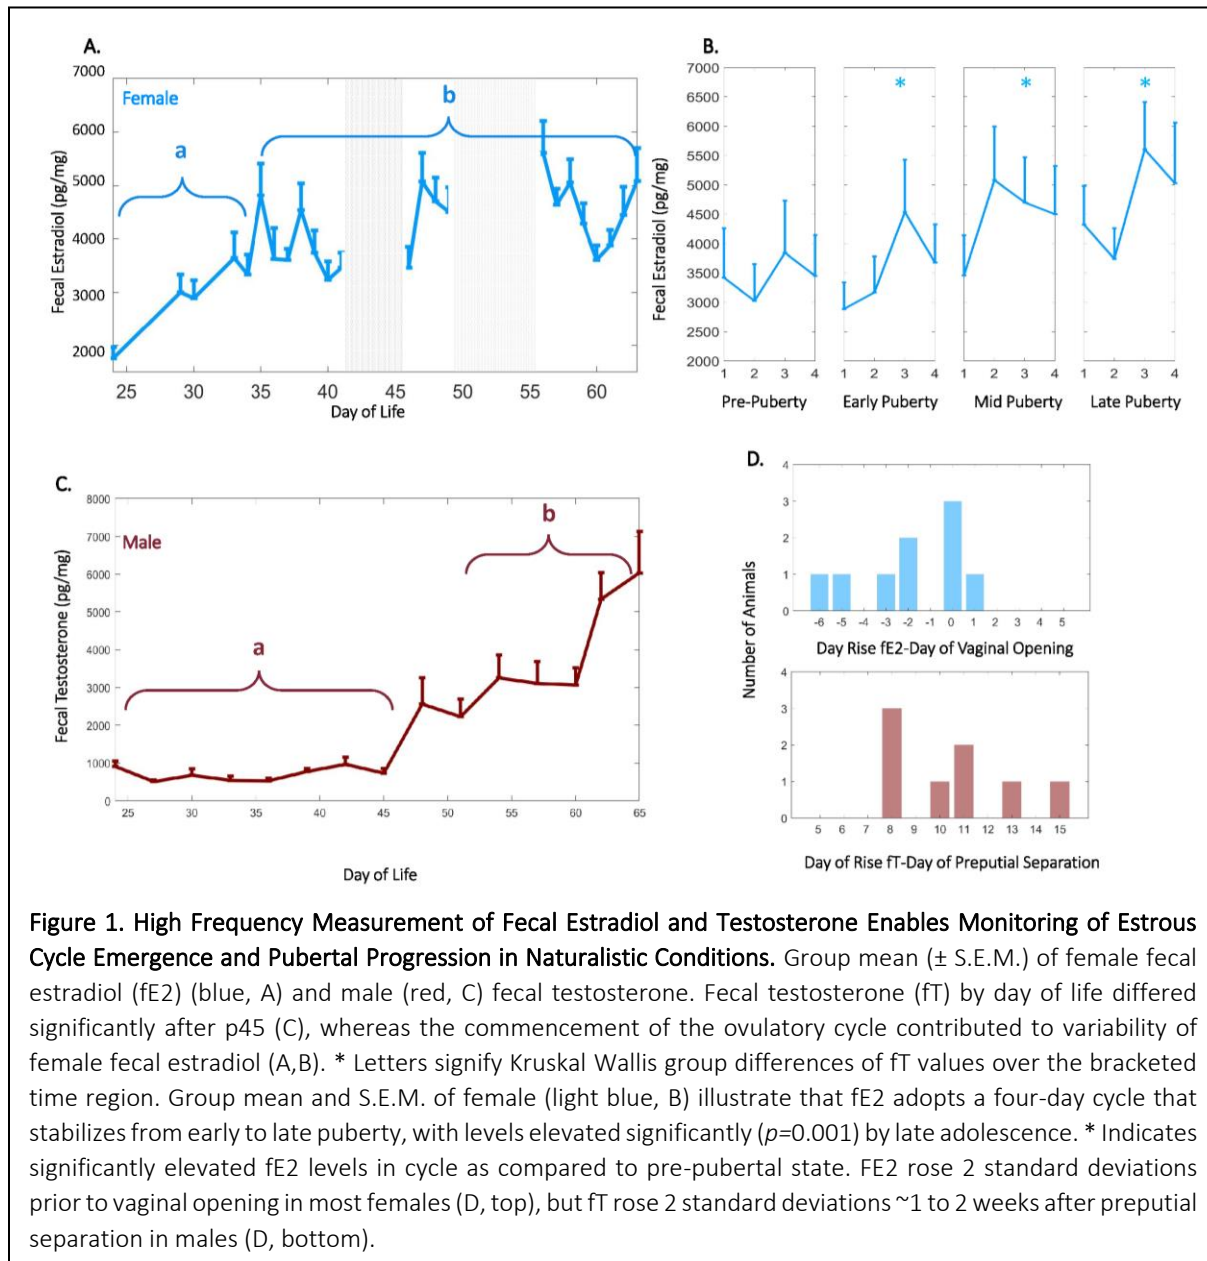 A.
7000
6000
5000
4000
3000
2000
Fecal Estradiol (pg/mg)
Female
a
b
25 30 35 40 45 50 55 60
Day of Life
B.
7000
6500
6000
5500
5000
4500
4000
3500
3000
2500
2000
Fecal Estradiol (pg/mg)
* * *
1 2 3 4 1 2 3 4 1 2 3 4 1 2 3 4
Pre-Puberty Early Puberty Mid Puberty Late Puberty
C.
8000
7000
6000
5000
4000
3000
2000
1000
0
Fecal Testosterone (pg/mg)
Male
a
b
25 30 35 40 45 50 55 60 65
Day of Life
D.
Number of Animals
4
3
2
1
0
-6 -5 -4 -3 -2 -1 0 1 2 3 4 5
Day Rise fE2-Day of Vaginal Opening
4
3
2
1
0
5 6 7 8 9 10 11 12 13 14 15
Day of Rise fT-Day of Preputial Separation
Figure 1. High Frequency Measurement of Fecal Estradiol and Testosterone Enables Monitoring of Estrous
Cycle Emergence and Pubertal Progression in Naturalistic Conditions. Group mean (± S.E.M.) of female fecal
estradiol (fE2) (blue, A) and male (red, C) fecal testosterone. Fecal testosterone (fT) by day of life differed
significantly after p45 (C), whereas the commencement of the ovulatory cycle contributed to variability of
female fecal estradiol (A,B). * Letters signify Kruskal Wallis group differences of fT values over the bracketed
time region. Group mean and S.E.M. of female (light blue, B) illustrate that fE2 adopts a four-day cycle that
stabilizes from early to late puberty, with levels elevated significantly (p=0.001) by late adolescence. * Indicates
significantly elevated fE2 levels in cycle as compared to pre-pubertal state. FE2 rose 2 standard deviations
prior to vaginal opening in most females (D, top), but fT rose 2 standard deviations ~1 to 2 weeks after preputial
separation in males (D, bottom).